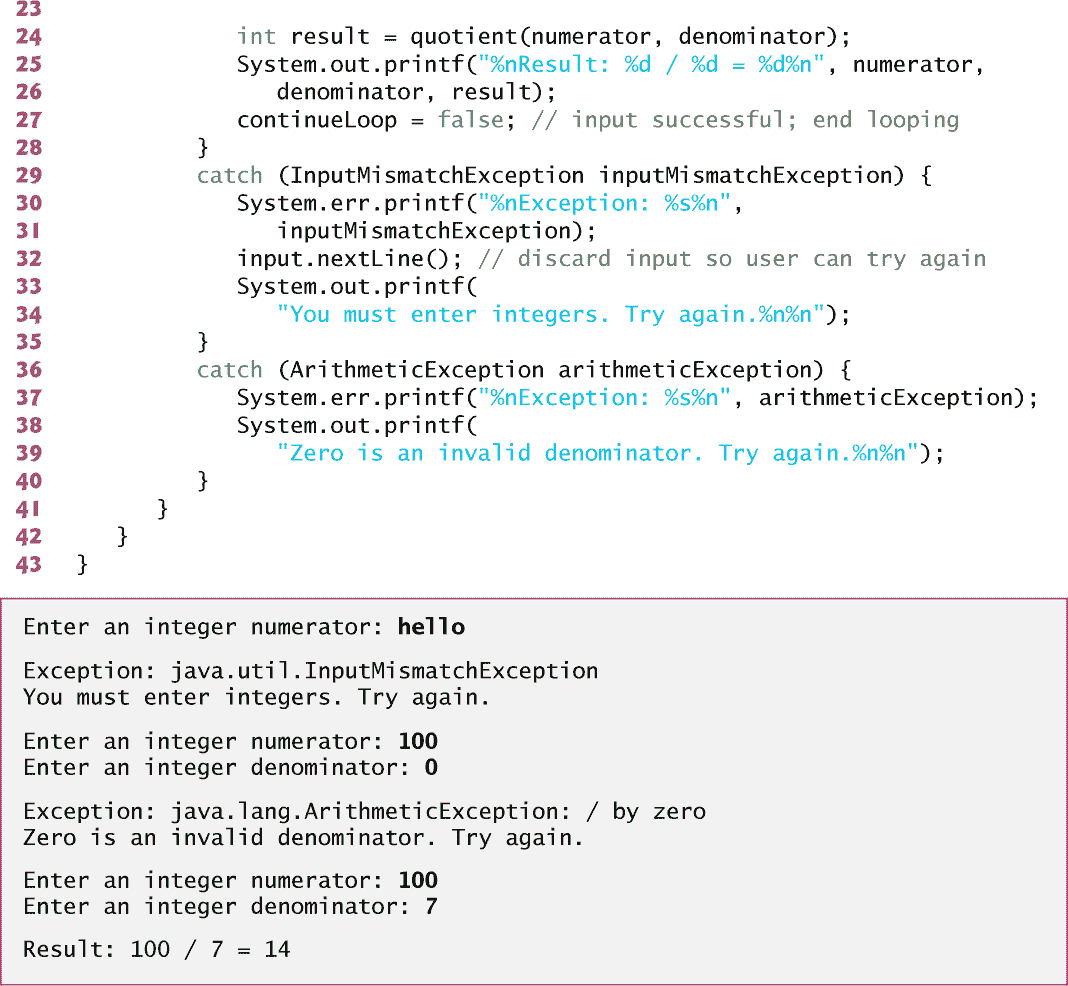 23
24 int result = quotient(numerator, denominator);
25 System.out.printf("%nResult: %d / %d = %d%n", numerator,
26 denominator, result);
27 continueLoop = false; // input successful; end looping
28 }
29 catch (InputMismatchException inputMismatchException) {
30 System.err.printf("%nException: %s%n",
31 inputMismatchException);
32 input.nextLine(); // discard input so user can try again
33 System.out.printf(
34 "You must enter integers. Try again.%n%n");
35 }
36 catch (ArithmeticException arithmeticException) {
37 System.err.printf("%nException: %s%n", arithmeticException);
38 System.out.printf(
39 "Zero is an invalid denominator. Try again.%n%n");
40 }
41 }
42 }
43 }
Enter an integer numerator: hello
Exception: java.util.InputMismatchException
You must enter integers. Try again.
Enter an integer numerator: 100
Enter an integer denominator: 0
Exception: java.lang.ArithmeticException: / by zero
Zero is an invalid denominator. Try again.
Enter an integer numerator: 100
Enter an integer denominator: 7
Result: 100 / 7 = 14